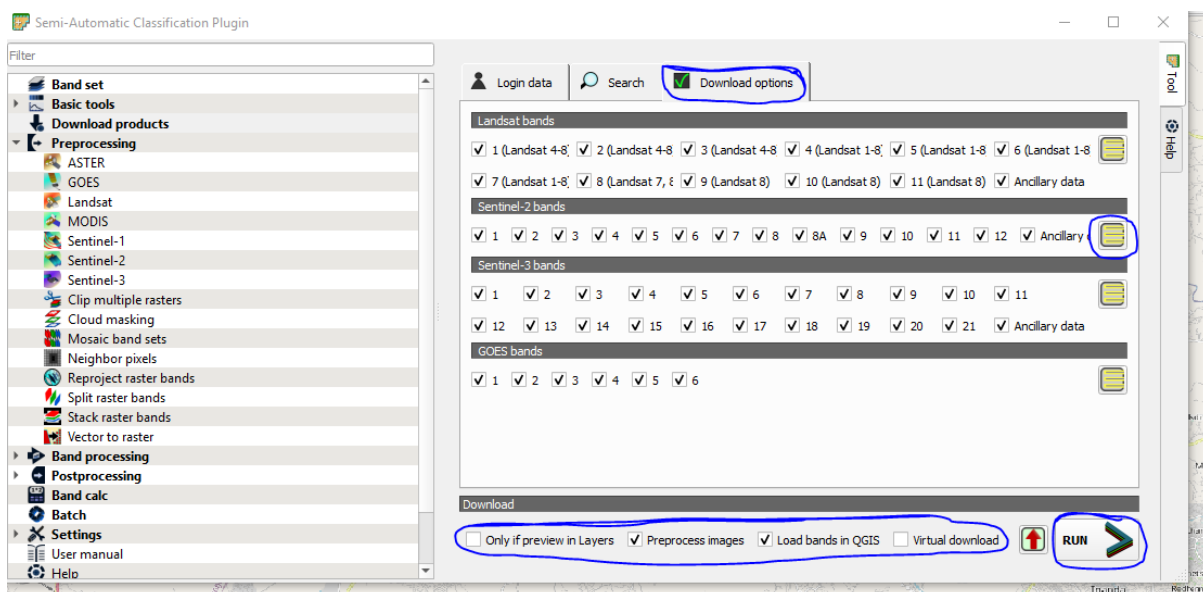 Semi-Automatic Classification Plugin
Filter
Band set
Basic tools
Download products
Preprocessing
ASTER
GOES
Landsat
MODIS
Sentinel-1
Sentinel-2
Sentinel-3
Clip multiple rasters
Cloud masking
Mosaic band sets
Neighbor pixels
Reproject raster bands
Split raster bands
Stack raster bands
Vector to raster
Band processing
Postprocessing
Band calc
Batch
Settings
User manual
Help
Login data Search Download options
Landsat bands
1 (Landsat 4-8) 2 (Landsat 4-8 3 (Landsat 4-8 4 (Landsat 1-8) 5 (Landsat 1-8 6 (Landsat 1-8
7 (Landsat 1-8) 8 (Landsat 7, 8 9 (Landsat 8) 10 (Landsat 8) 11 (Landsat 8) Ancillary data
Sentinel-2 bands
1 2 3 4 5 6 7 8 8A 9 10 11 12 Ancillary
Sentinel-3 bands
1 2 3 4 5 6 7 8 9 10 11
12 13 14 15 16 17 18 19 20 21 Ancillary data
GOES bands
1 2 3 4 5 6
Download
Only if preview in Layers Preprocess images Load bands in QGIS Virtual download RUN
Tool
Help